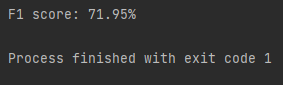 F1 score: 71.95%
Process finished with exit code 1